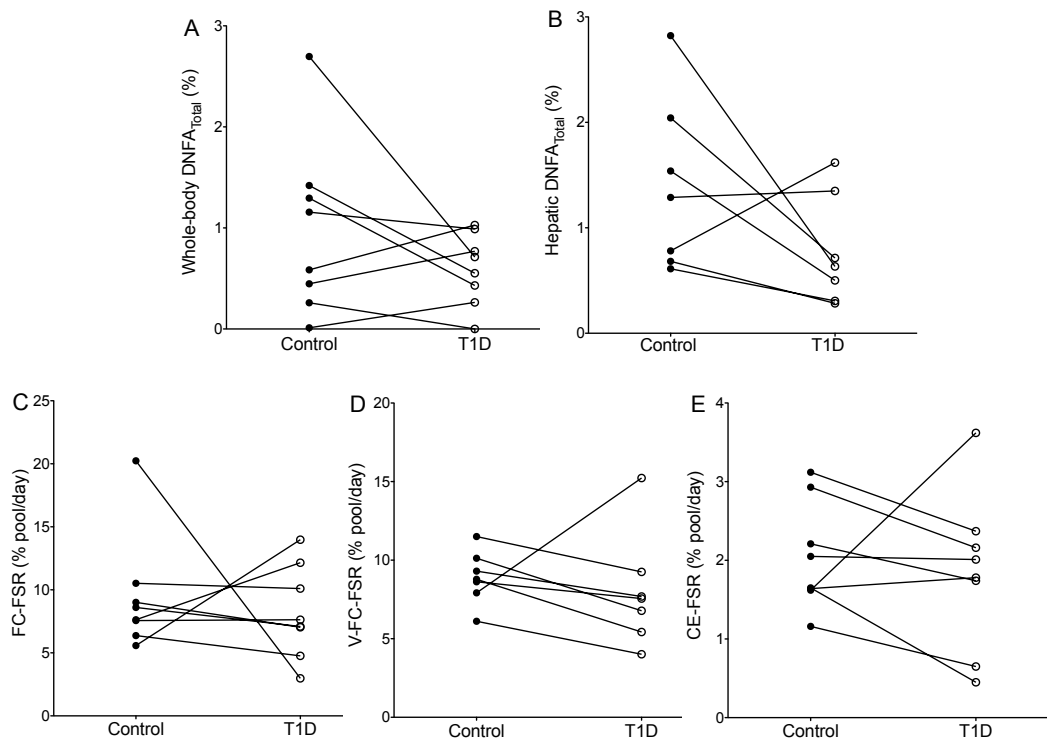 A
Whole-body DNFATotal (%)
3
2
1
0
Control
T1D
B
Hepatic DNFATotal (%)
3
2
1
0
Control
T1D
C
FC-FSR (% pool/day)
25
20
15
10
5
0
Control
T1D
D
V-FC-FSR (% pool/day)
20
15
10
5
0
Control
T1D
E
CE-FSR (% pool/day)
4
3
2
1
0
Control
T1D